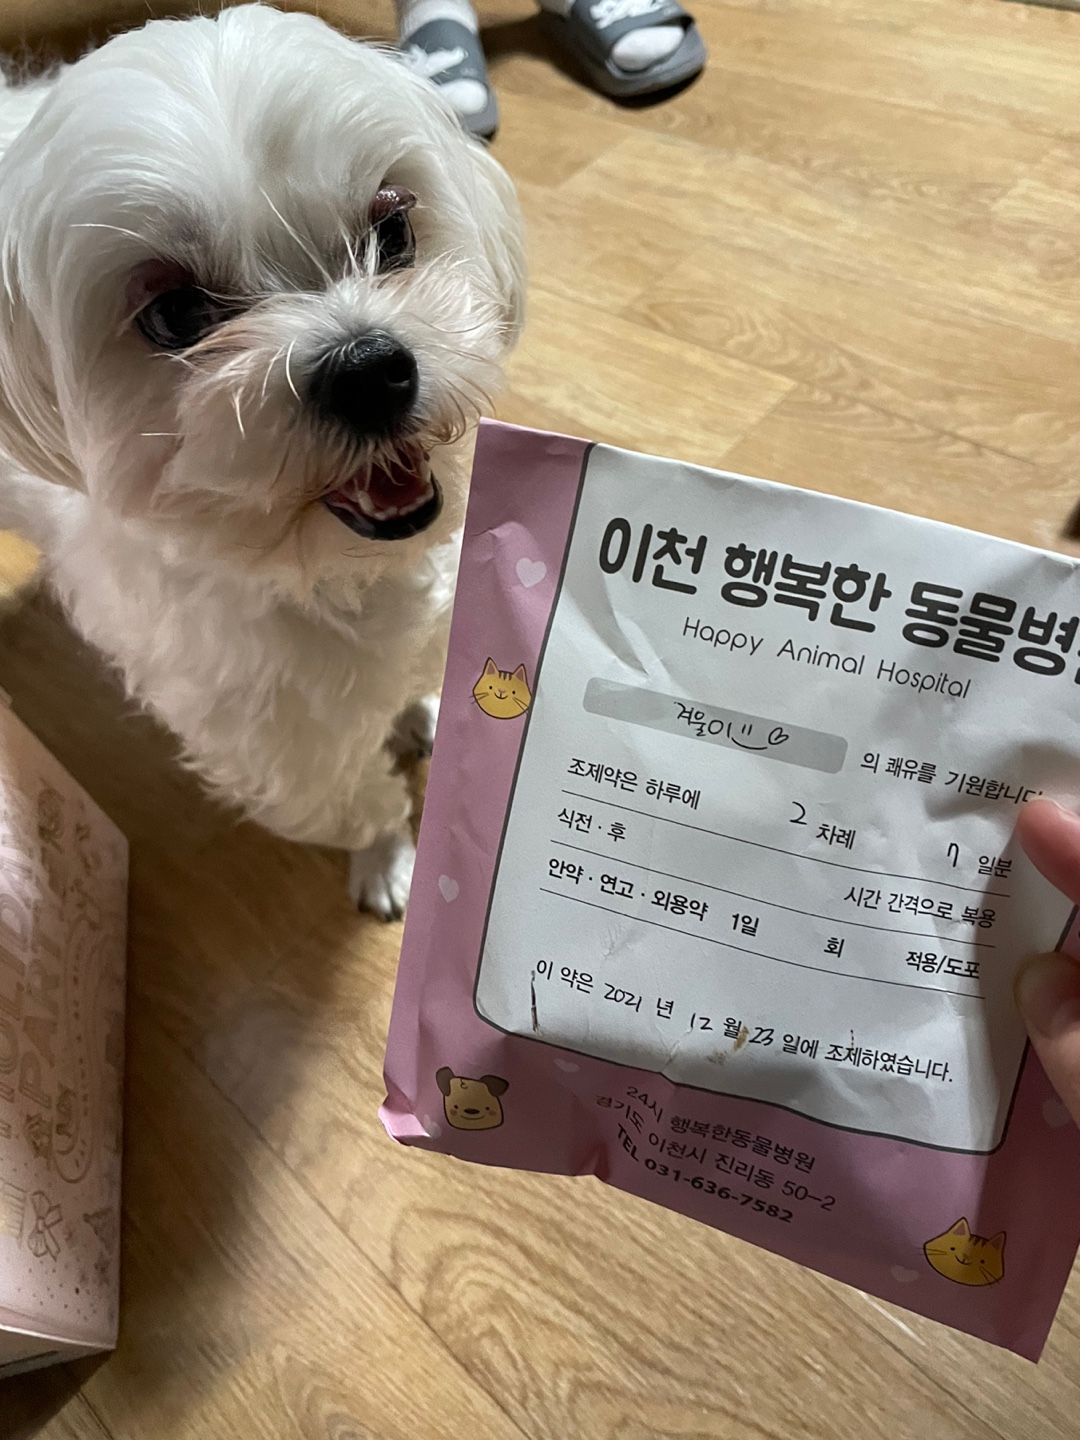 이천 행복한 동물병원
Happy Animal Hospital
겨울이
의 쾌유를 기원합니다
조제약은 하루에 2 차례 7 일분
식전 · 후 시간 간격으로 복용
안약 · 연고 · 외용약 1일 회 적용/도포
이 약은 2021 년 12 월 23 일에 조제하였습니다.
24시 행복한동물병원
경기도 이천시 진리동 50-2
TEL 031-636-7582
PARTY